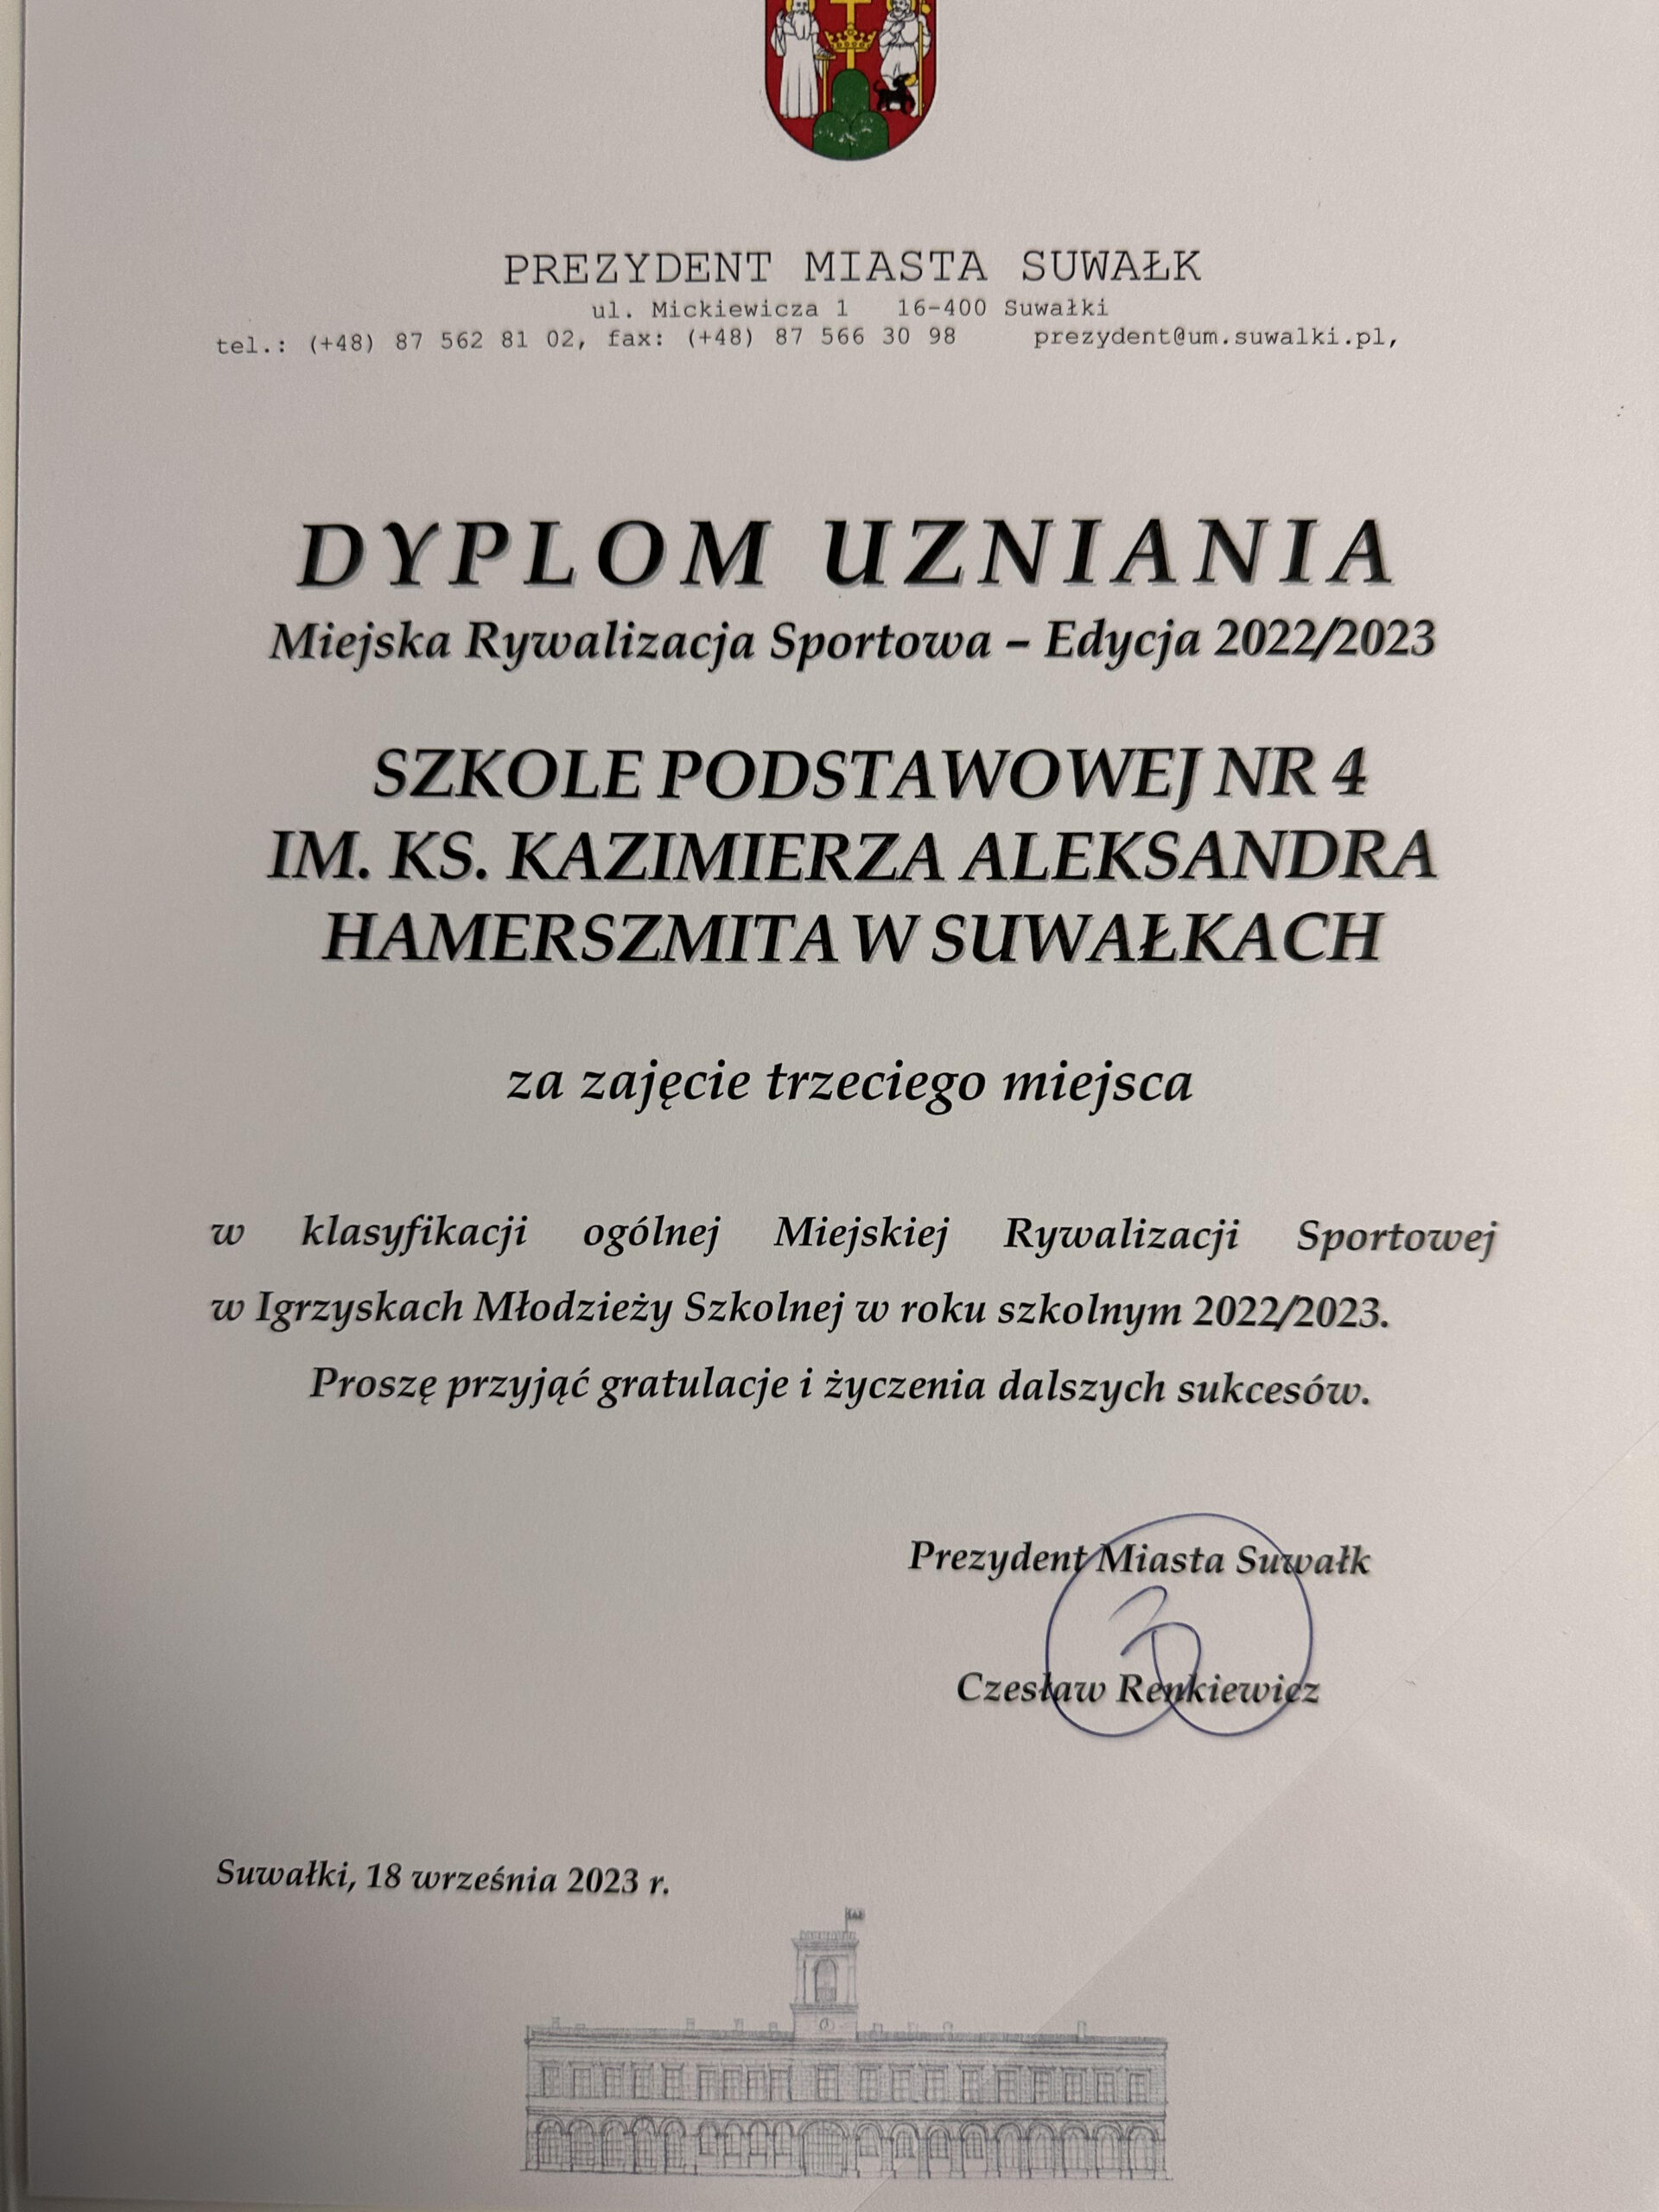 PREZYDENT MIASTA SUWAŁK
ul. Mickiewicza 1 16-400 Suwałki
tel.: (+48) 87 562 81 02, fax: (+48) 87 566 30 98 prezydent@um.suwalki.pl,
DYPLOM UZNIANIA
Miejska Rywalizacja Sportowa – Edycja 2022/2023
SZKOLE PODSTAWOWEJ NR 4
IM. KS. KAZIMIERZA ALEKSANDRA
HAMERSZMITA W SUWAŁKACH
za zajęcie trzeciego miejsca
w klasyfikacji ogólnej Miejskiej Rywalizacji Sportowej
w Igrzyskach Młodzieży Szkolnej w roku szkolnym 2022/2023.
Proszę przyjąć gratulacje i życzenia dalszych sukcesów.
Prezydent Miasta Suwałk
Czesław Renkiewicz
Suwałki, 18 września 2023 r.